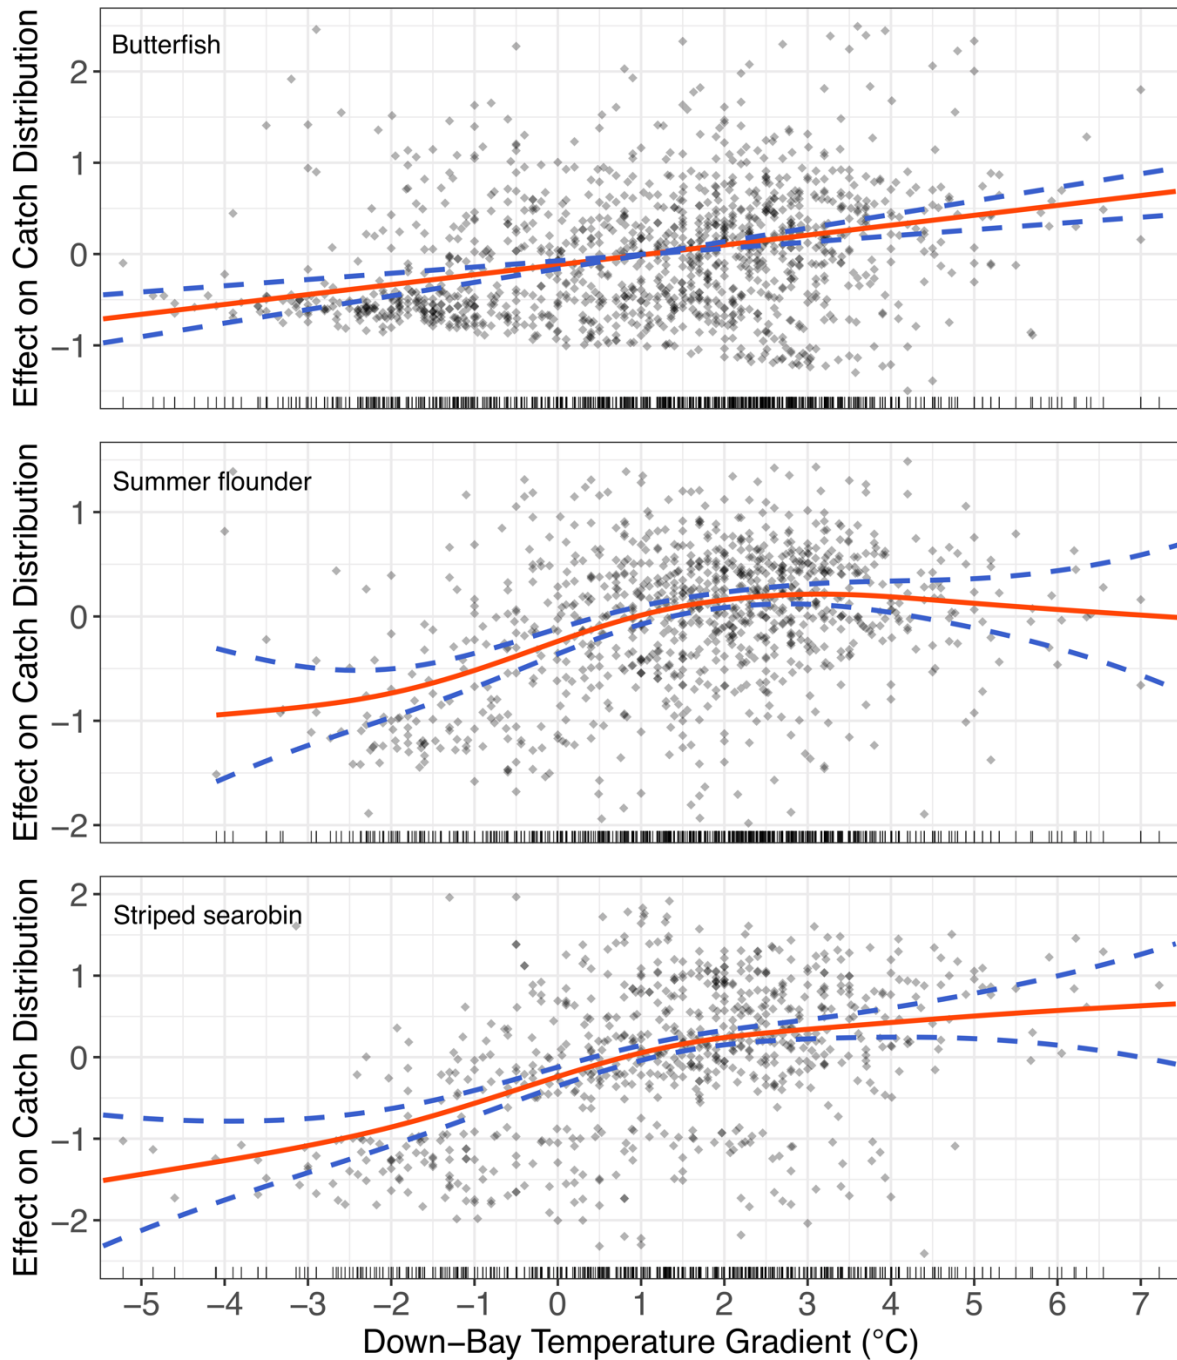 Effect on Catch Distribution
Butterfish
2
1
0
−1
Effect on Catch Distribution
Summer flounder
1
0
−1
−2
Effect on Catch Distribution
Striped searobin
2
1
0
−1
−2
−5 −4 −3 −2 −1 0 1 2 3 4 5 6 7
Down−Bay Temperature Gradient (°C)